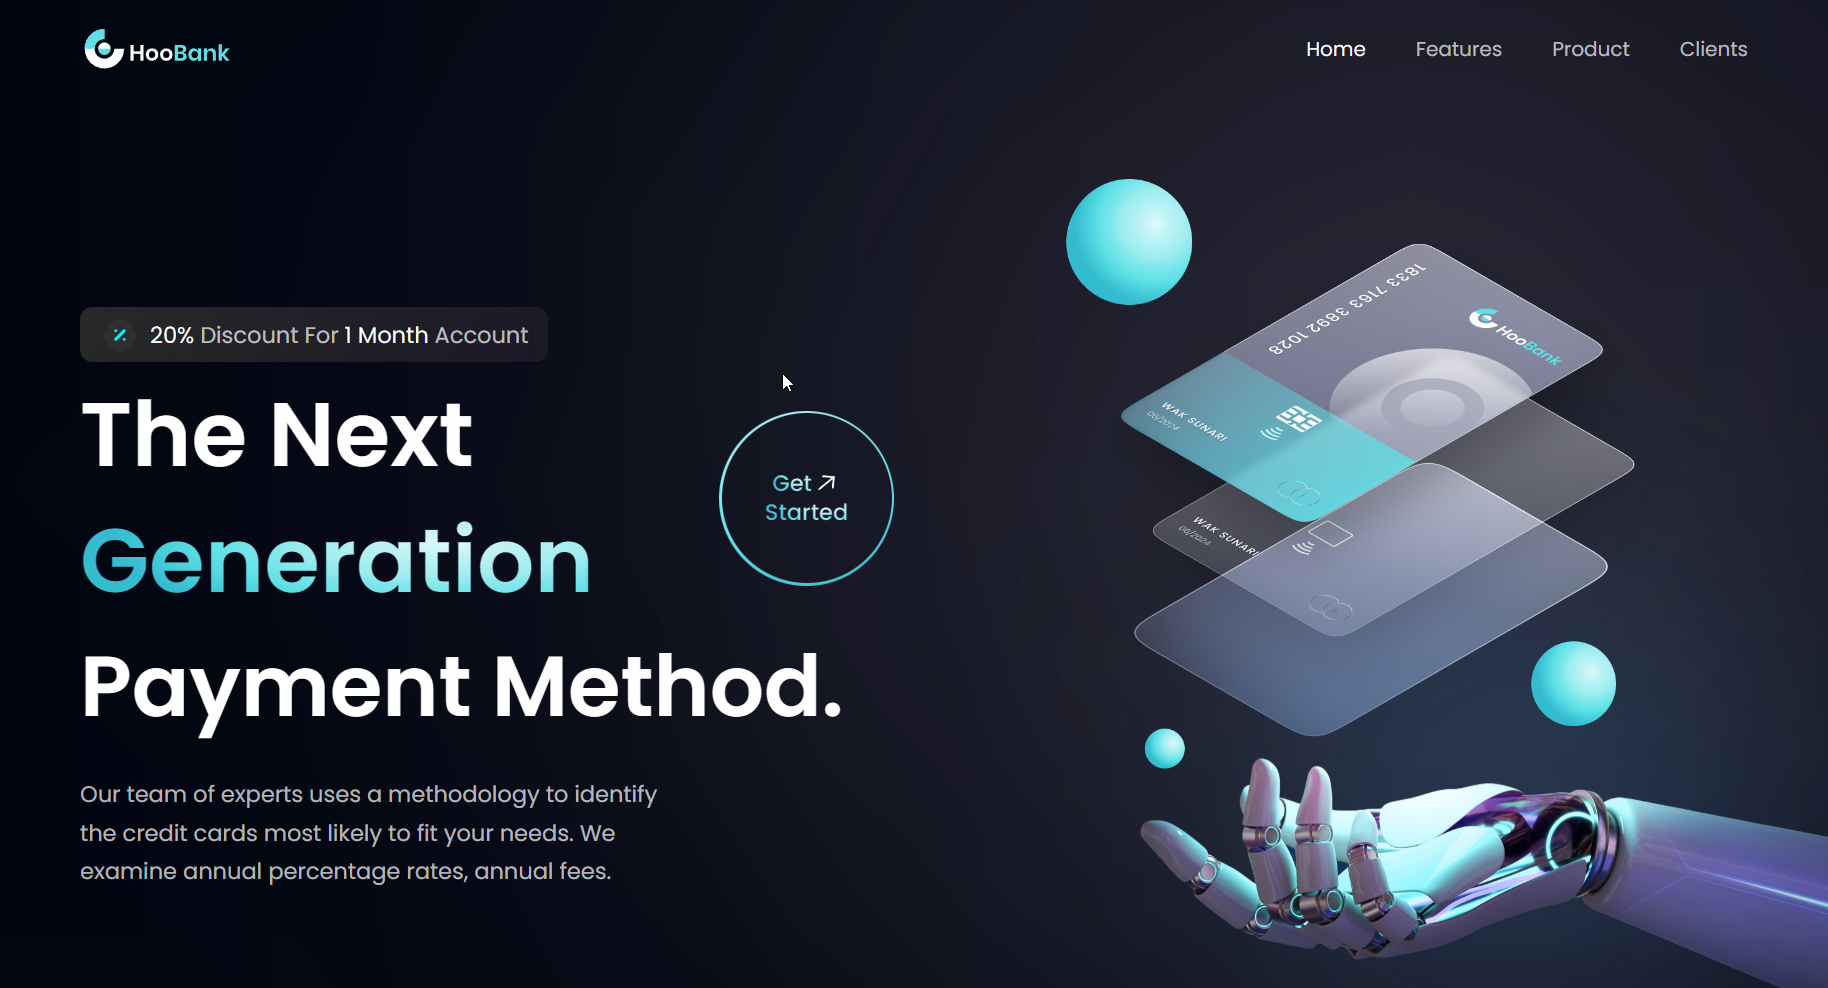 HooBank
Home
Features
Product
Clients
20% Discount For 1 Month Account
The Next
Generation
Payment Method.
Get
Started
Our team of experts uses a methodology to identify
the credit cards most likely to fit your needs. We
examine annual percentage rates, annual fees.
1833 7163 3892 1028
HooBank
WAK SUNARI
06/2024
WAK SUNARI
06/2024